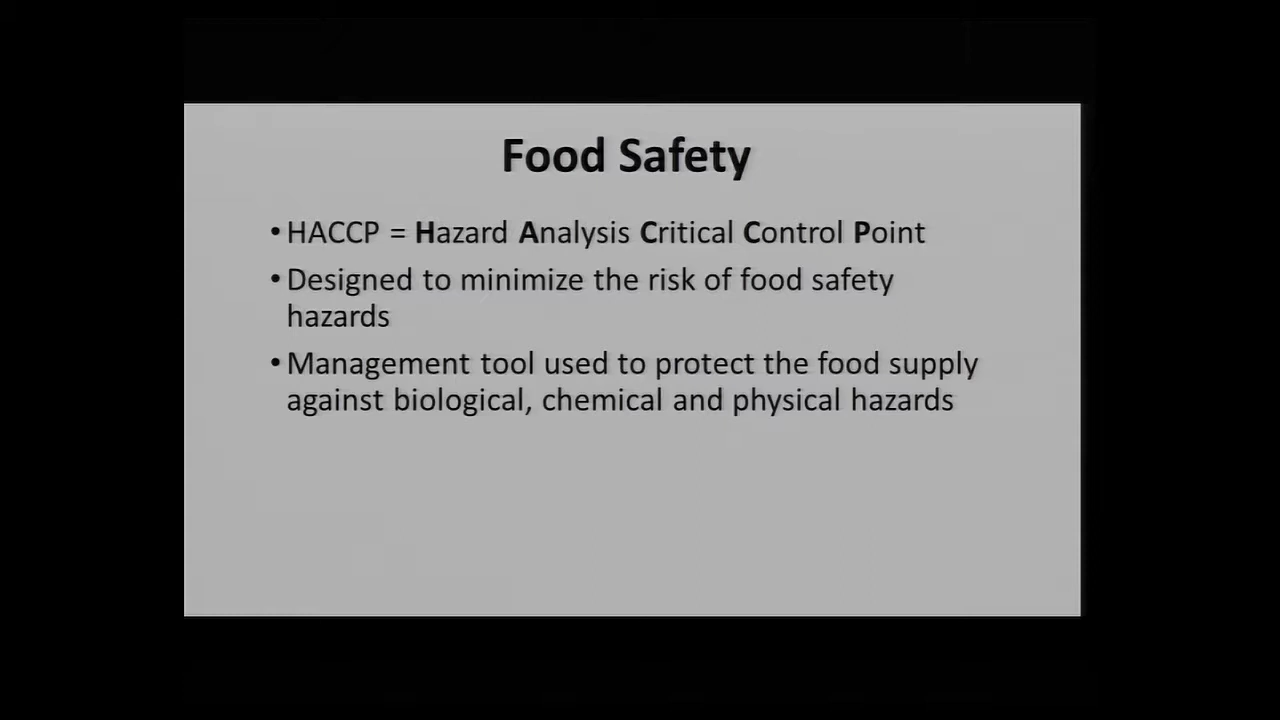 Food Safety
• HACCP = Hazard Analysis Critical Control Point
• Designed to minimize the risk of food safety
hazards
• Management tool used to protect the food supply
against biological, chemical and physical hazards